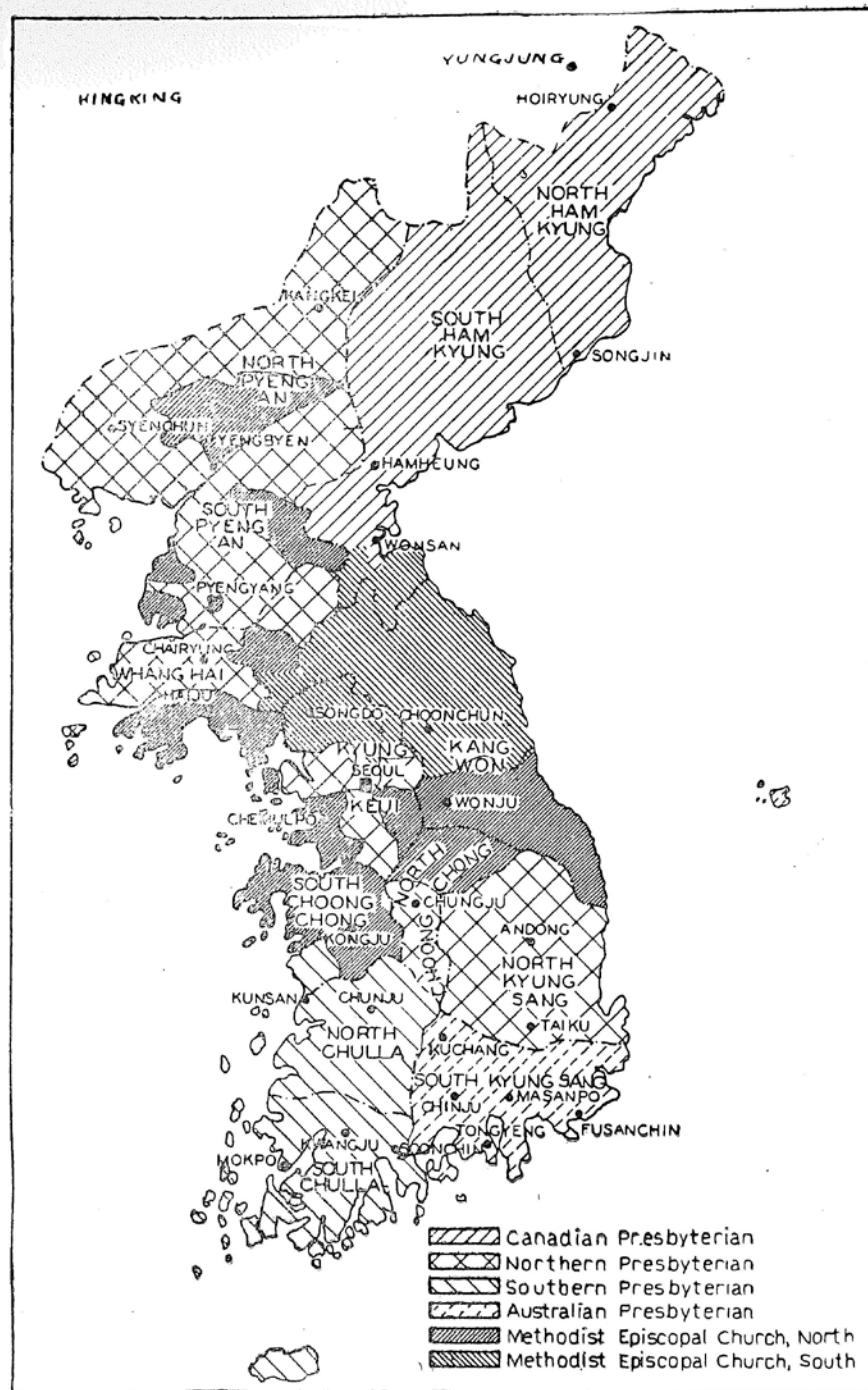 YUNGJUNG
HINGKING
HOIRYUNG
NORTH
HAM
KYUNG
KANGKEI
SOUTH
HAM
KYUNG
SONGJIN
NORTH
PYENG
AN
SYENCHUN
YENGBYEN
HAMHEUNG
SOUTH
PYENG
AN
WONSAN
PYENGYANG
CHAIRYUNG
WHANG HAI
HAIJU
SONGDO
CHOONCHUN
KYUNG
KANG
WON
SEOUL
KEUI
WONJU
CHEMULPO
NORTH
CHONG
SOUTH
CHOONG
CHONG
CHUNGJU
KONGJU
CHOONG
ANDONG
NORTH
KYUNG
SANG
KUNSAN
CHUNJU
TAIKU
NORTH
CHULLA
KUCHANG
SOUTH KYUNG SANG
CHINJU
MASANPO
FUSANCHIN
TONGYENG
KWANGJU
SOONCHIN
MOKPO
SOUTH
CHULLA
Canadian Presbyterian
Northern Presbyterian
Southern Presbyterian
Australian Presbyterian
Methodist Episcopal Church, North
Methodist Episcopal Church, South